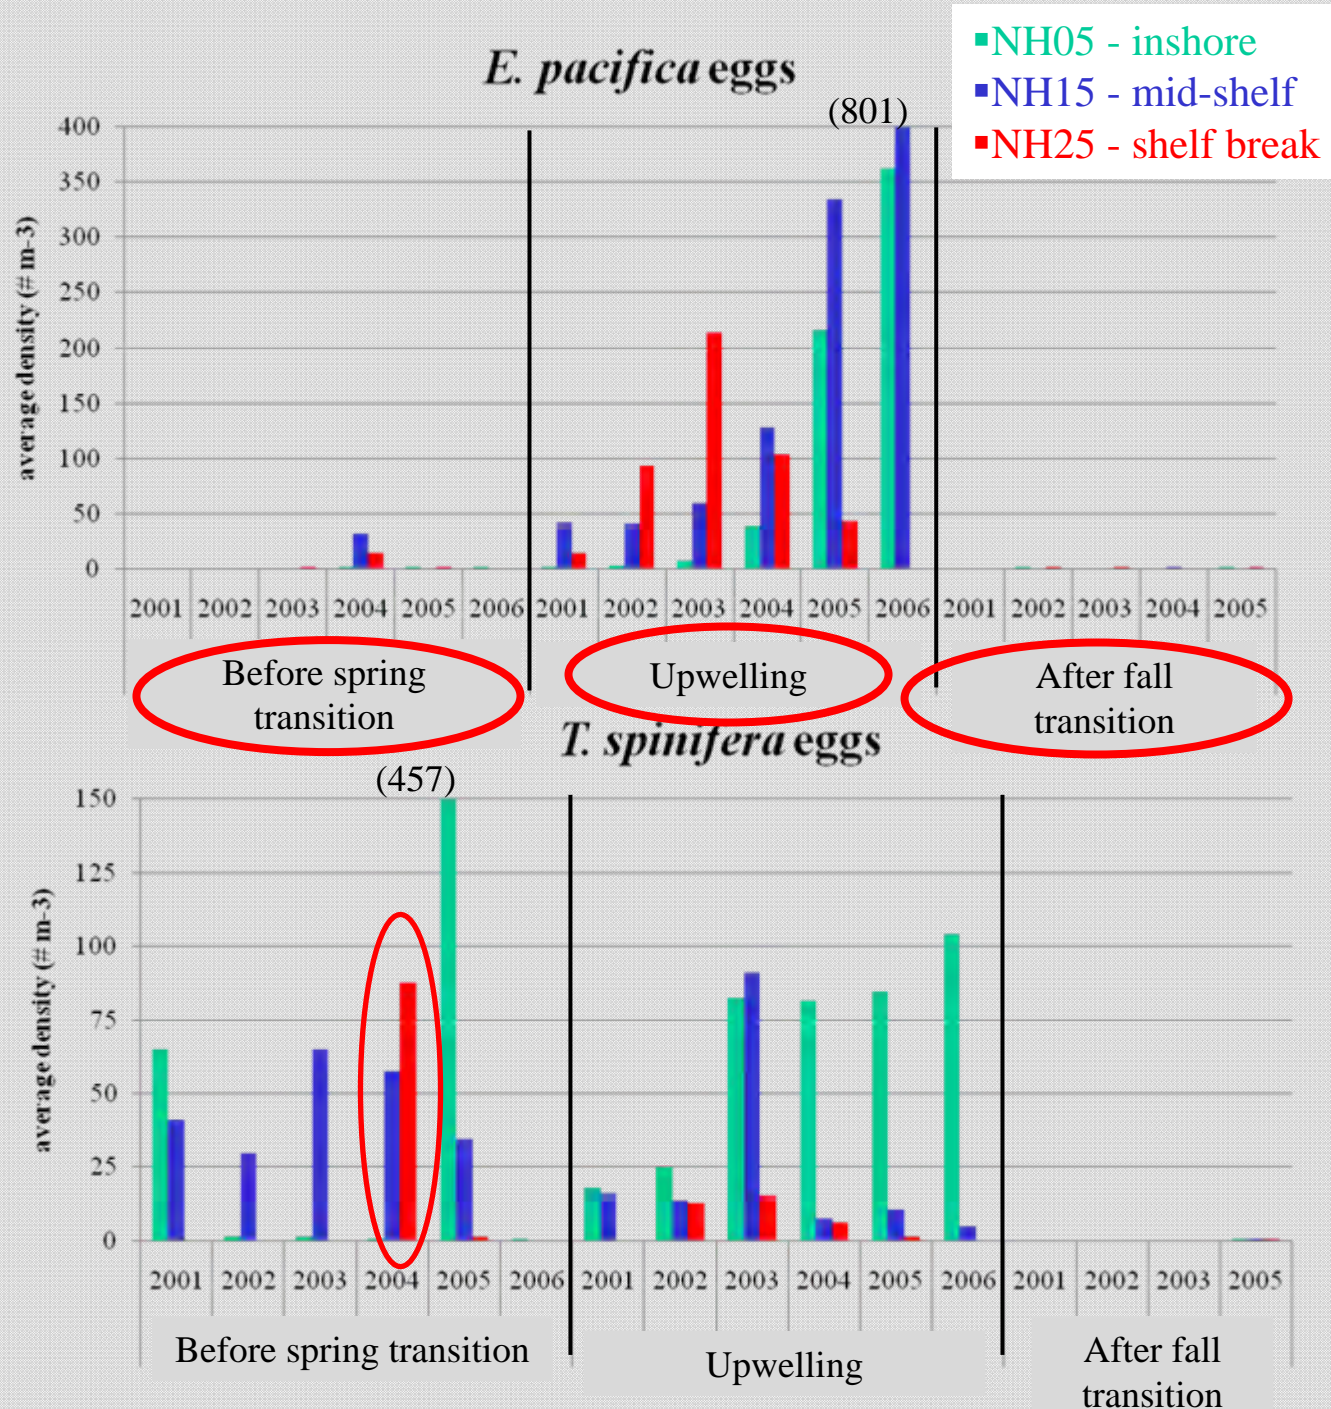 ▪NH05 - inshore
▪NH15 - mid-shelf
▪NH25 - shelf break
E. pacifica eggs
(801)
average density (# m-3)
400
350
300
250
200
150
100
50
0
2001 2002 2003 2004 2005 2006 2001 2002 2003 2004 2005 2006 2001 2002 2003 2004 2005
Before spring
transition
Upwelling
After fall
transition
T. spinifera eggs
(457)
average density (# m-3)
150
125
100
75
50
25
0
2001 2002 2003 2004 2005 2006 2001 2002 2003 2004 2005 2006 2001 2002 2003 2005
Before spring transition
Upwelling
After fall
transition